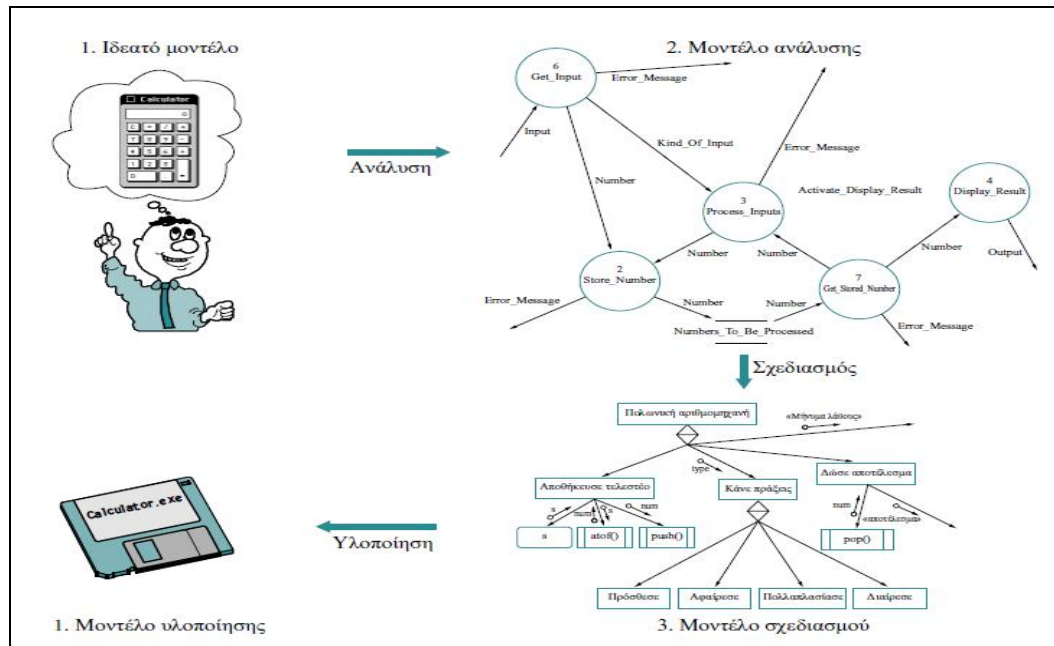 1. Ιδεατό μοντέλο
Calculator
0
Ανάλυση
2. Μοντέλο ανάλυσης
6
Get_Input
Error_Message
Input
Kind_Of_Input
Error_Message
Number
3
Process_Inputs
Activate_Display_Result
4
Display_Result
Number
Number
Number
Output
2
Store_Number
7
Get_Stored_Number
Error_Message
Number
Number
Numbers_To_Be_Processed
Error_Message
Σχεδιασμός
Πολωνική αριθμομηχανή
«Μήνυμα λάθους»
type
Αποθήκευσε τελεστέο
Κάνε πράξεις
Δώσε αποτέλεσμα
s
num
s
num
num
«αποτέλεσμα»
s
atof()
push()
pop()
Πρόσθεσε
Αφαίρεσε
Πολλαπλασίασε
Διαίρεσε
3. Μοντέλο σχεδιασμού
Υλοποίηση
Calculator.exe
1. Μοντέλο υλοποίησης